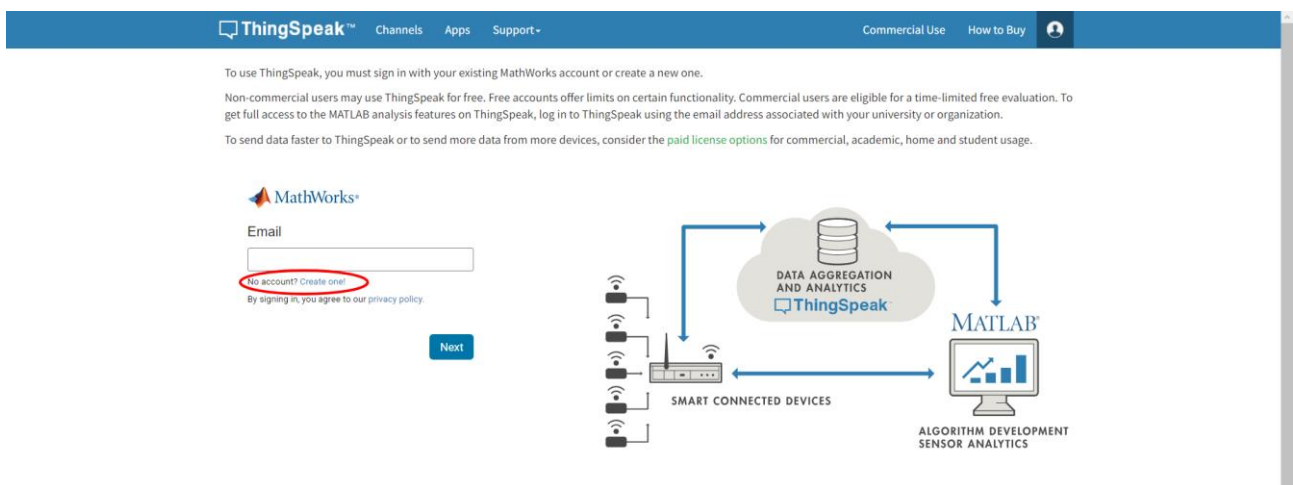 ThingSpeak™ Channels Apps Support Commercial Use How to Buy
To use ThingSpeak, you must sign in with your existing MathWorks account or create a new one.
Non-commercial users may use ThingSpeak for free. Free accounts offer limits on certain functionality. Commercial users are eligible for a time-limited free evaluation. To
get full access to the MATLAB analysis features on ThingSpeak, log in to ThingSpeak using the email address associated with your university or organization.
To send data faster to ThingSpeak or to send more data from more devices, consider the paid license options for commercial, academic, home and student usage.
MathWorks®
Email
No account? Create one!
By signing in, you agree to our privacy policy.
Next
DATA AGGREGATION
AND ANALYTICS
ThingSpeak™
SMART CONNECTED DEVICES
MATLAB®
ALGORITHM DEVELOPMENT
SENSOR ANALYTICS